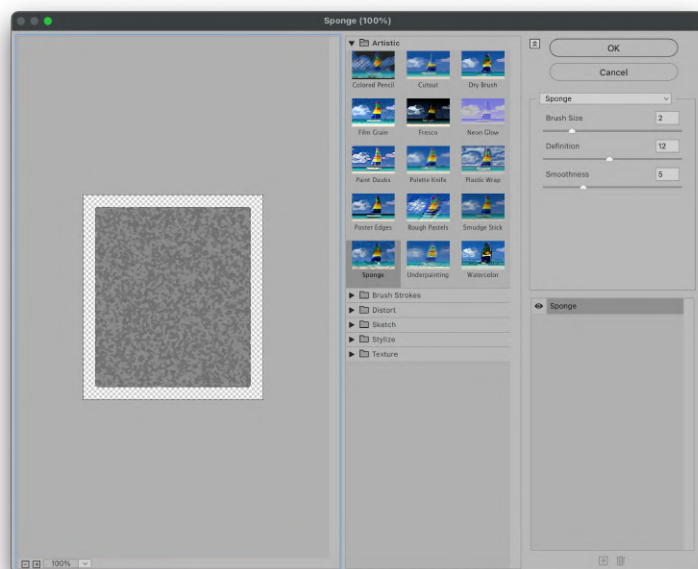 Sponge (100%)
Artistic
Colored Pencil Cutout Dry Brush
Film Grain Fresco Neon Glow
Paint Daubs Palette Knife Plastic Wrap
Poster Edges Rough Pastels Smudge Stick
Sponge Underpainting Watercolor
Brush Strokes
Distort
Sketch
Stylize
Texture
OK
Cancel
Sponge
Brush Size 2
Definition 12
Smoothness 5
Sponge
100%